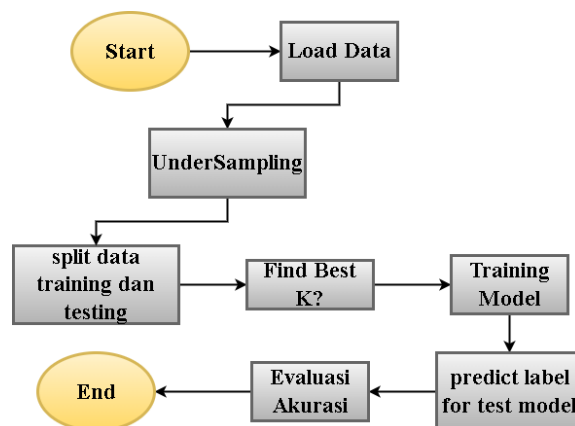 Start
Load Data
UnderSampling
split data
training dan
testing
Find Best
K?
Training
Model
predict label
for test model
Evaluasi
Akurasi
End